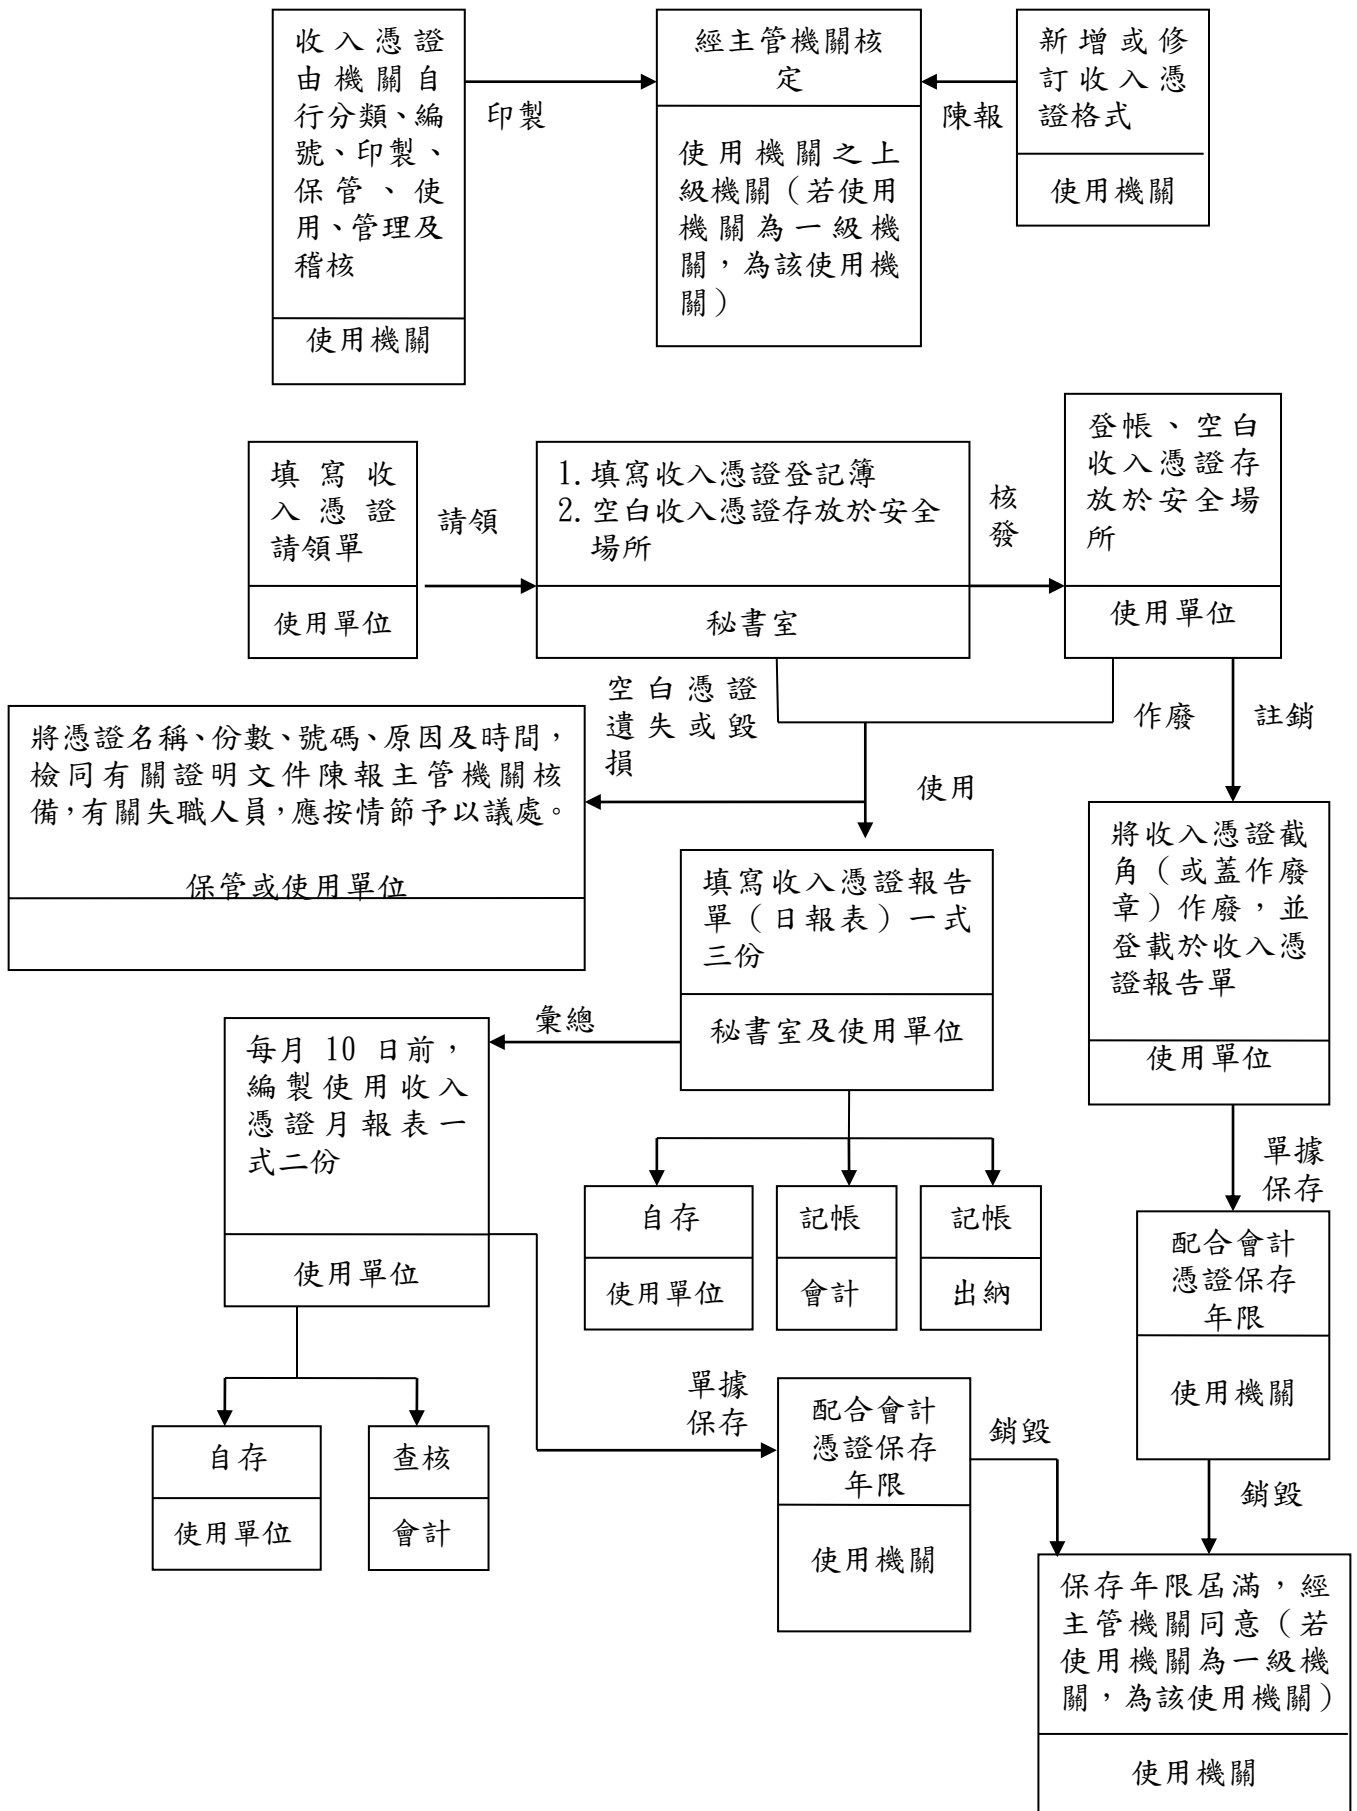 收入憑證
由機關自
行分類、編
號、印製、
保管、使
用、管理及
稽核
使用機關
印製
經主管機關核
定
使用機關之上
級機關（若使用
機關為一級機
關，為該使用機
關）
陳報
新增或修
訂收入憑
證格式
使用機關
填寫收
入憑證
請領單
使用單位
請領
1.填寫收入憑證登記簿
2.空白收入憑證存放於安全
場所
秘書室
核
發
登帳、空白
收入憑證存
放於安全場
所
使用單位
空白憑證
遺失或毀
損
將憑證名稱、份數、號碼、原因及時間，
檢同有關證明文件陳報主管機關核
備，有關失職人員，應按情節予以議處。
保管或使用單位
使用
作廢
註銷
填寫收入憑證報告
單（日報表）一式
三份
秘書室及使用單位
將收入憑證截
角（或蓋作廢
章）作廢，並
登載於收入憑
證報告單
使用單位
彙總
每月 10 日前，
編製使用收入
憑證月報表一
式二份
使用單位
自存
使用單位
記帳
會計
記帳
出納
單據
保存
配合會計
憑證保存
年限
使用機關
自存
使用單位
查核
會計
單據
保存
配合會計
憑證保存
年限
使用機關
銷毀
銷毀
保存年限屆滿，經
主管機關同意（若
使用機關為一級機
關，為該使用機關）
使用機關